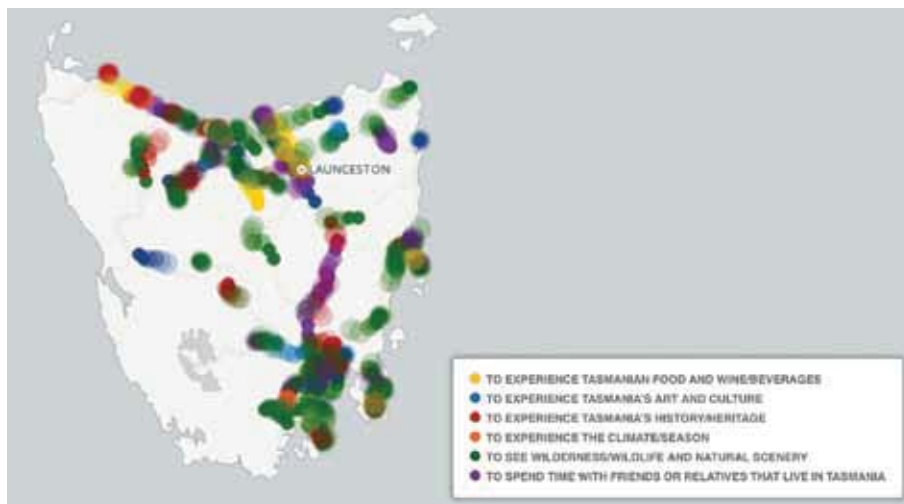 LAUNCESTON
TO EXPERIENCE TASMANIAN FOOD AND WINE/BEVERAGES
TO EXPERIENCE TASMANIA'S ART AND CULTURE
TO EXPERIENCE TASMANIA'S HISTORY/HERITAGE
TO EXPERIENCE THE CLIMATE/SEASON
TO SEE WILDERNESS/WILDLIFE AND NATURAL SCENERY
TO SPEND TIME WITH FRIENDS OR RELATIVES THAT LIVE IN TASMANIA